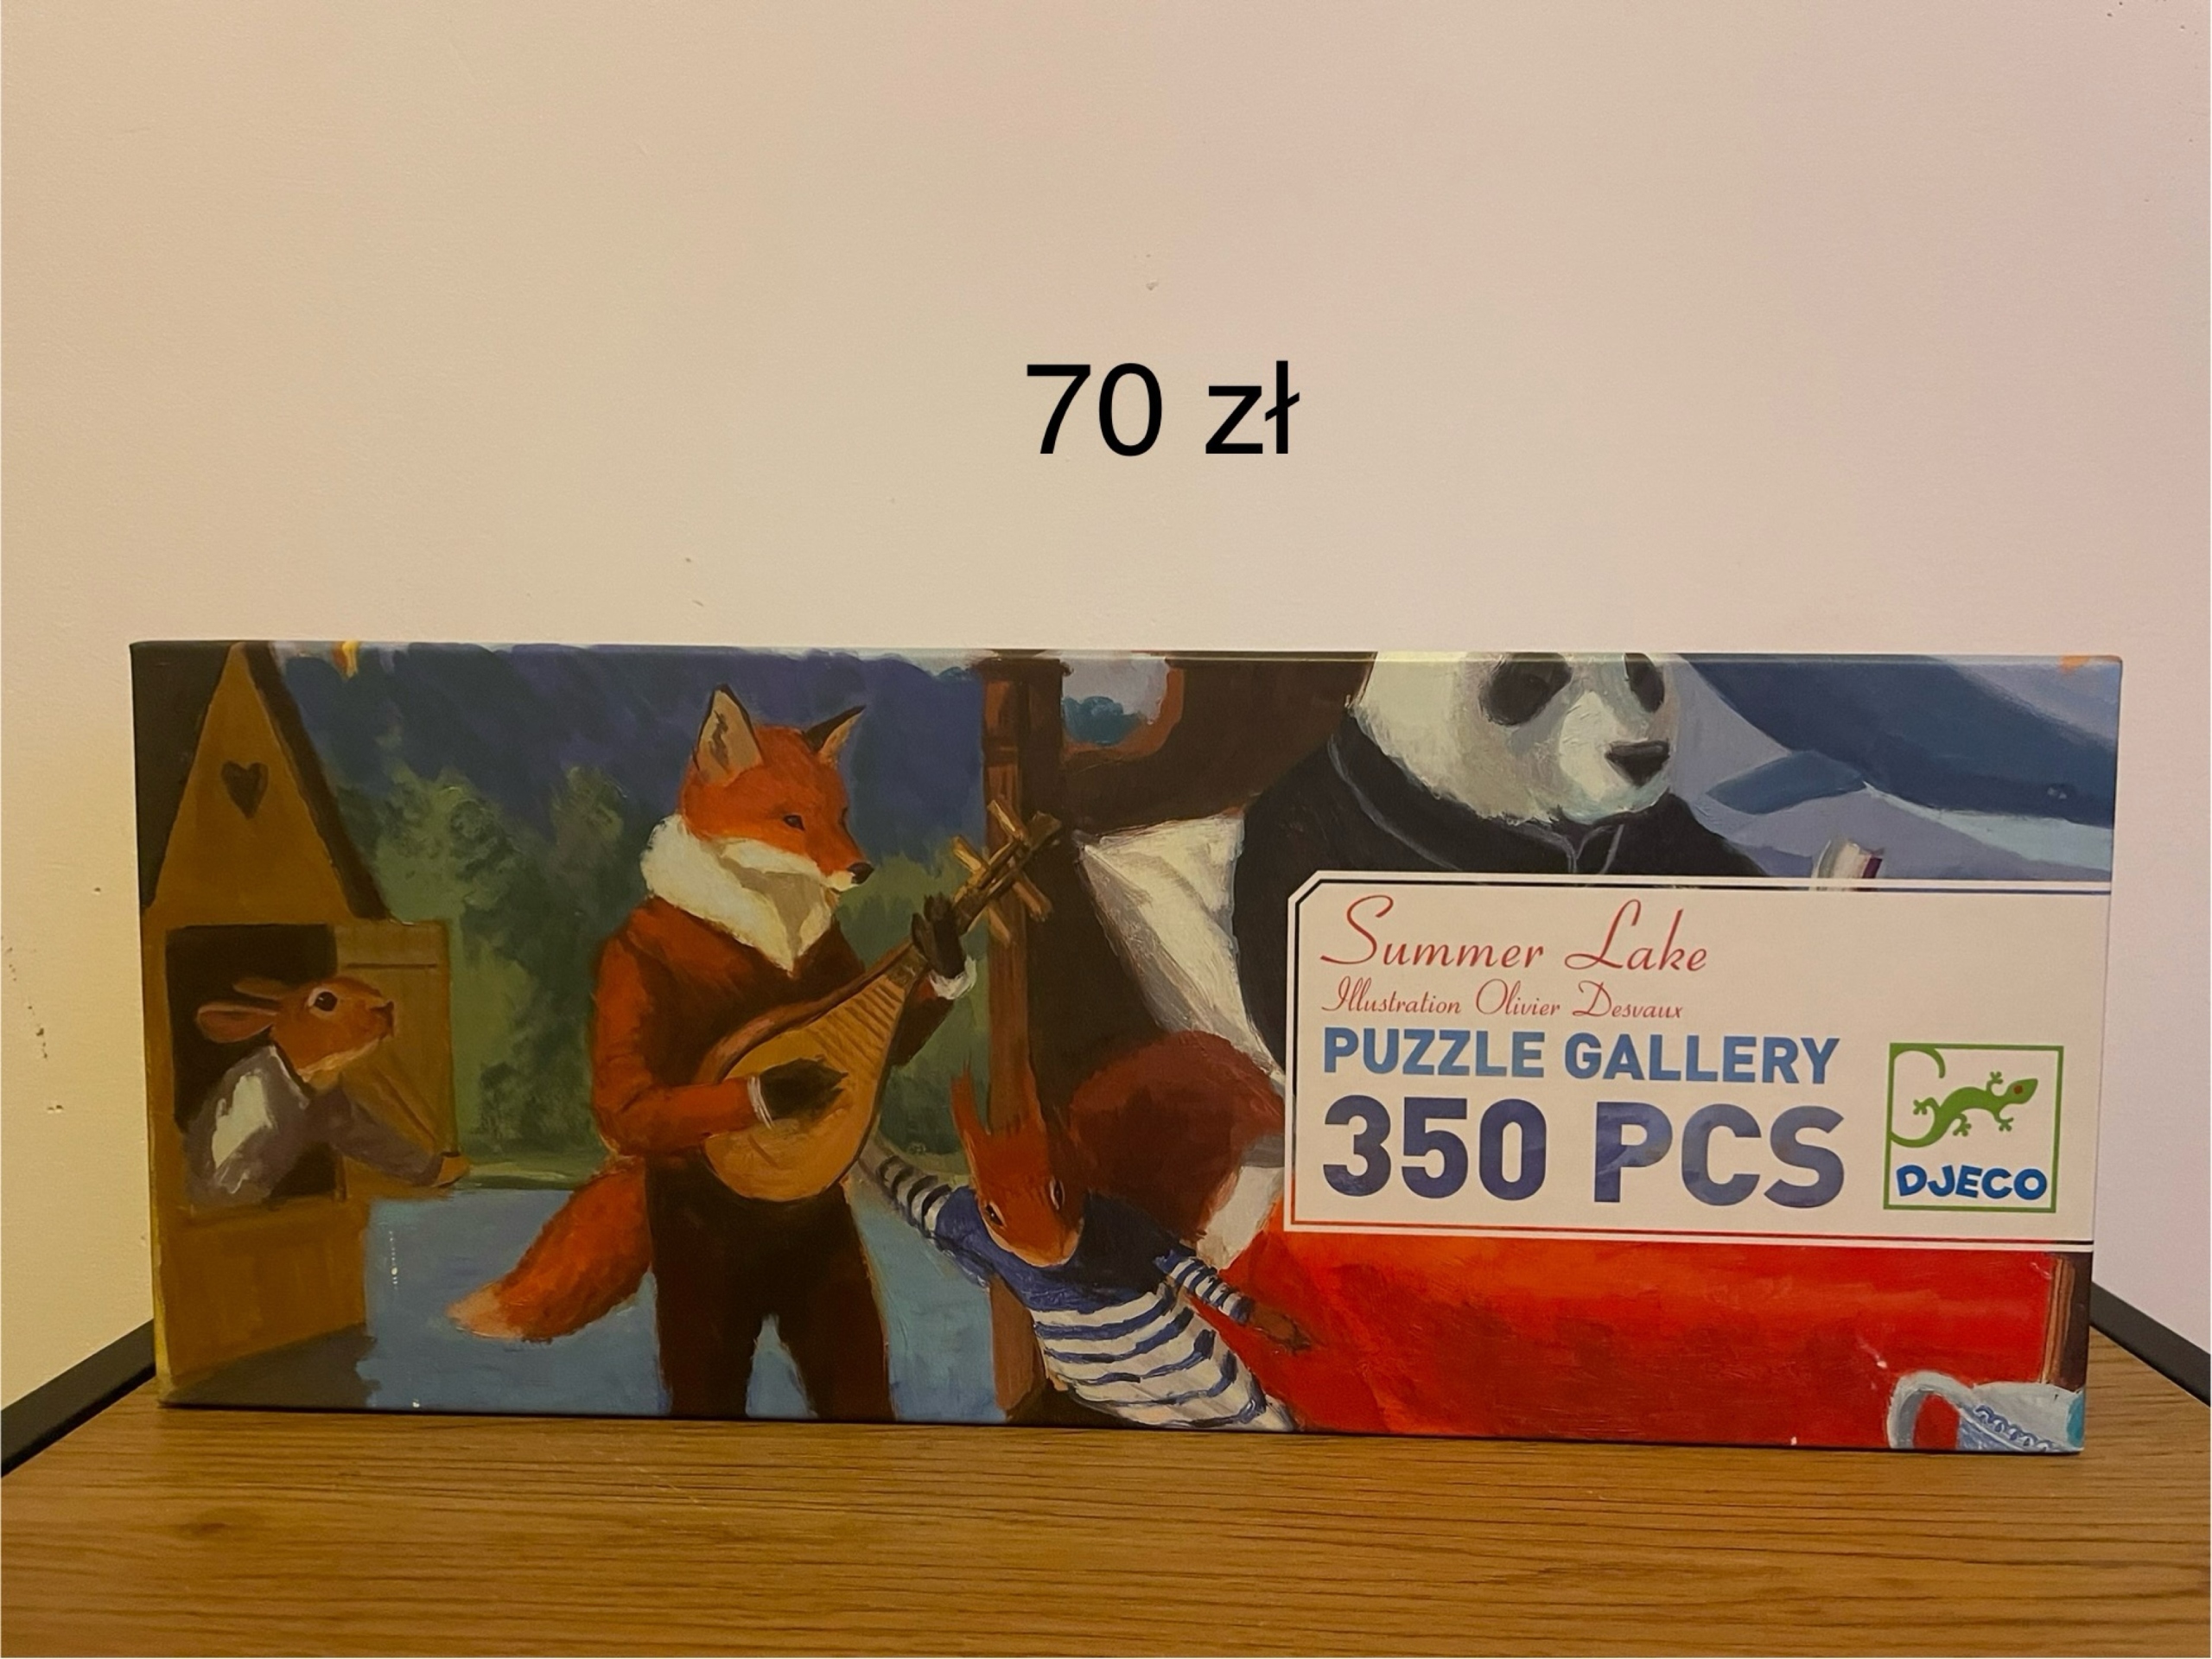 70 zł
Summer Lake
Illustration Olivier Desvaux
PUZZLE GALLERY
350 PCS
DJECO